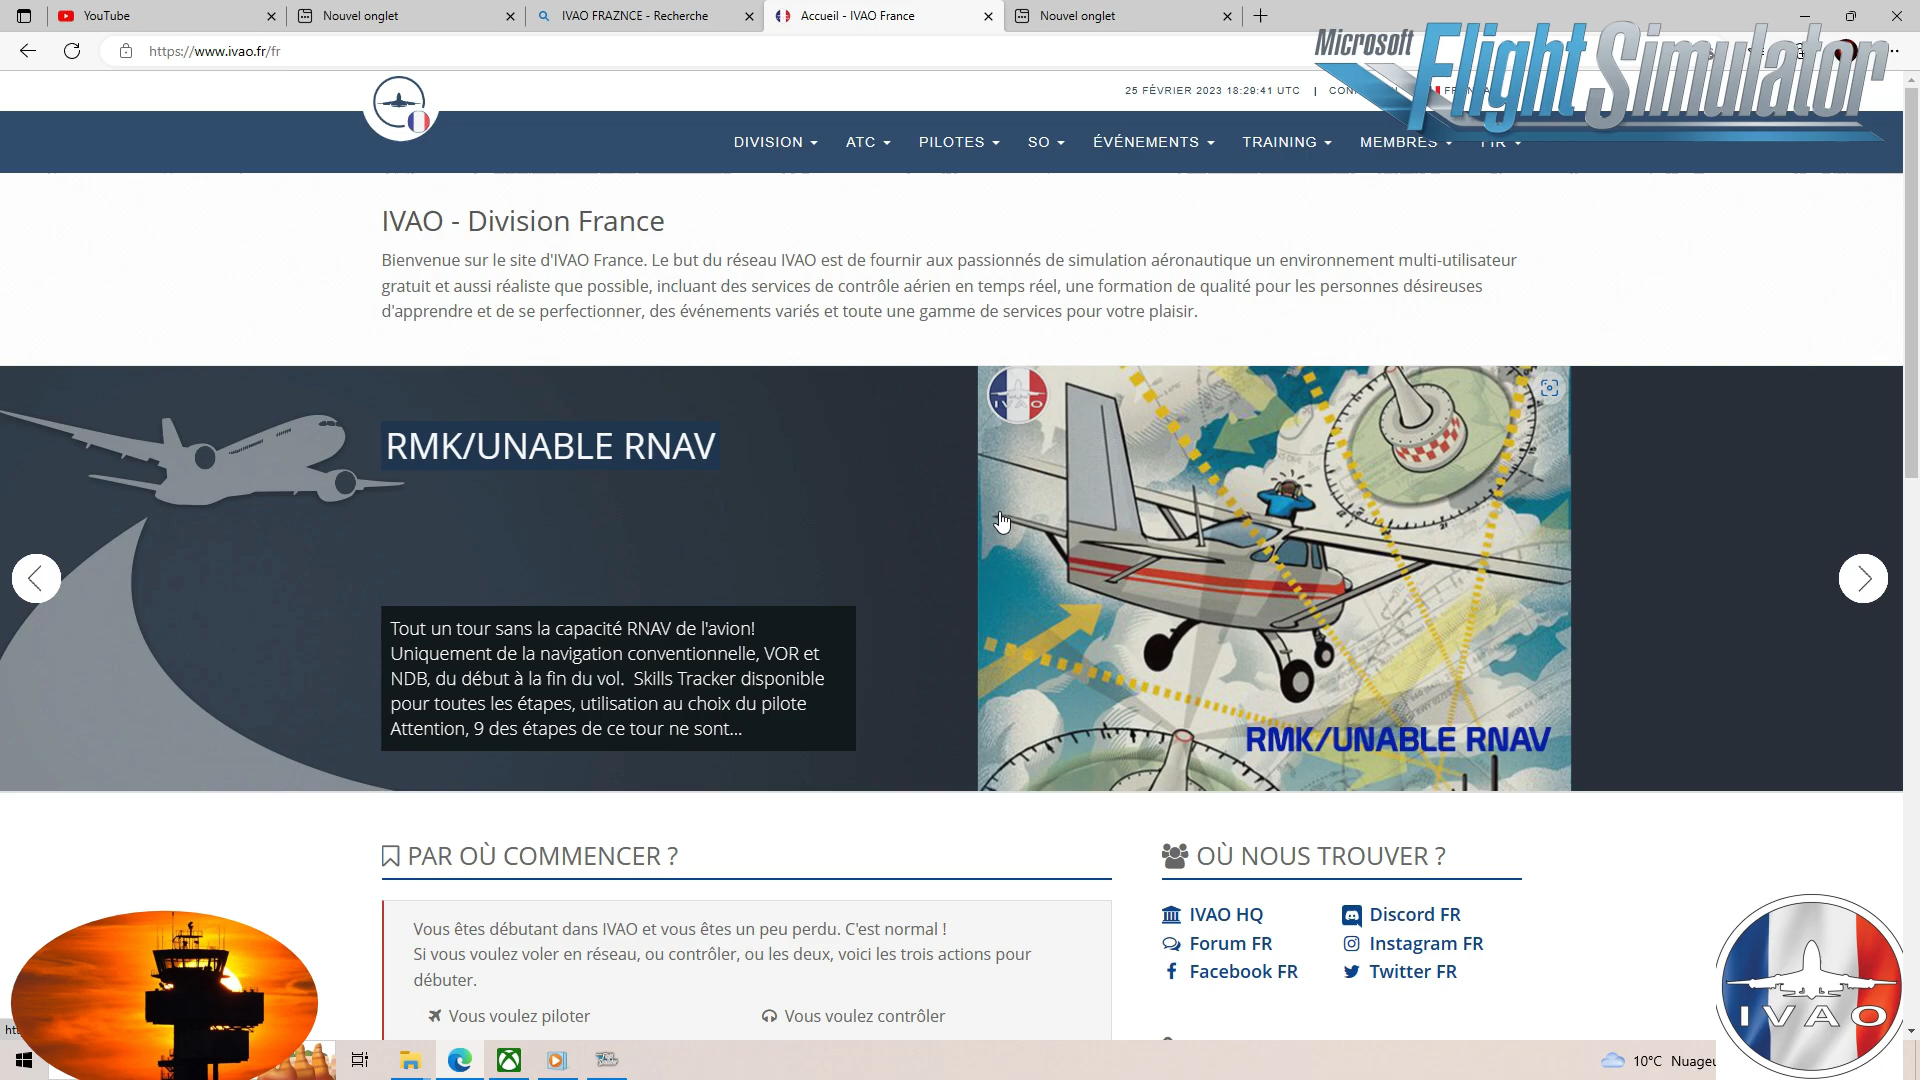 YouTube
Nouvel onglet
IVAO FRAZNCE - Recherche
Accueil - IVAO France
Nouvel onglet
https://www.ivao.fr/fr
Microsoft
Flight Simulator
25 FÉVRIER 2023 18:29:41 UTC |
DIVISION
ATC
PILOTES
SO
ÉVÉNEMENTS
TRAINING
MEMBRES
IVAO - Division France
Bienvenue sur le site d'IVAO France. Le but du réseau IVAO est de fournir aux passionnés de simulation aéronautique un environnement multi-utilisateur
gratuit et aussi réaliste que possible, incluant des services de contrôle aérien en temps réel, une formation de qualité pour les personnes désireuses
d'apprendre et de se perfectionner, des événements variés et toute une gamme de services pour votre plaisir.
IVAO
RMK/UNABLE RNAV
Tout un tour sans la capacité RNAV de l'avion!
Uniquement de la navigation conventionnelle, VOR et
NDB, du début à la fin du vol. Skills Tracker disponible
pour toutes les étapes, utilisation au choix du pilote
Attention, 9 des étapes de ce tour ne sont...
RMK/UNABLE RNAV
PAR OÙ COMMENCER ?
Vous êtes débutant dans IVAO et vous êtes un peu perdu. C'est normal !
Si vous voulez voler en réseau, ou contrôler, ou les deux, voici les trois actions pour
débuter.
Vous voulez piloter
Vous voulez contrôler
OÙ NOUS TROUVER ?
IVAO HQ
Discord FR
Forum FR
Instagram FR
Facebook FR
Twitter FR
IVAO
10°C